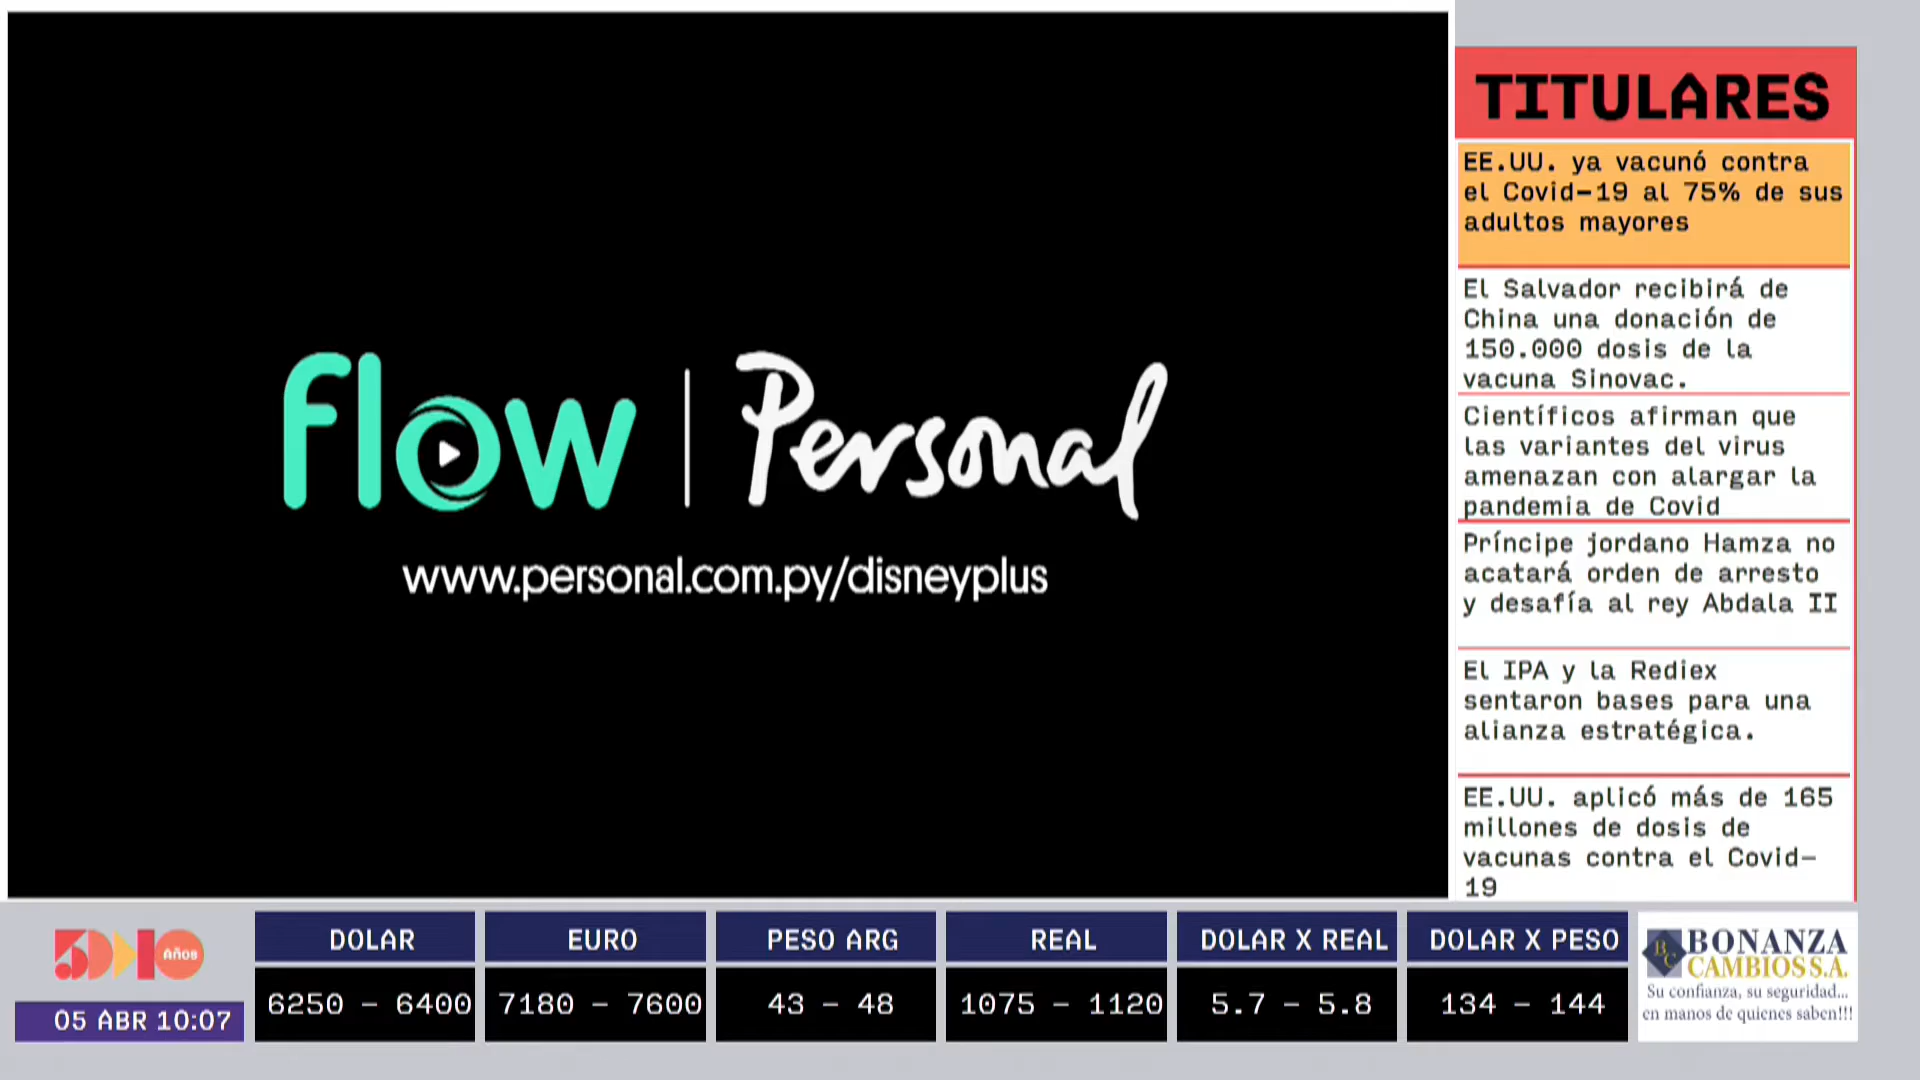 flow | Personal
www.personal.com.py/disneyplus
TITULARES
EE.UU. ya vacunó contra
el Covid-19 al 75% de sus
adultos mayores
El Salvador recibirá de
China una donación de
150.000 dosis de la
vacuna Sinovac.
Científicos afirman que
las variantes del virus
amenazan con alargar la
pandemia de Covid
Príncipe jordano Hamza no
acatará orden de arresto
y desafía al rey Abdala II
El IPA y la Rediex
sentaron bases para una
alianza estratégica.
EE.UU. aplicó más de 165
millones de dosis de
vacunas contra el Covid-
19
Años
05 ABR 10:07
DOLAR
6250 - 6400
EURO
7180 - 7600
PESO ARG
43 - 48
REAL
1075 - 1120
DOLAR X REAL
5.7 - 5.8
DOLAR X PESO
134 - 144
BC
BONANZA
CAMBIOS S.A.
Su confianza, su seguridad...
en manos de quienes saben!!!